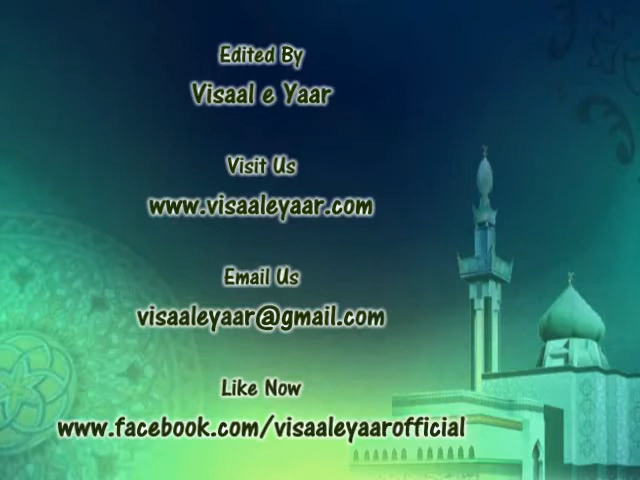 Edited By
Visaal e Yaar
Visit Us
www.visaaleyaar.com
Email Us
visaaleyaar@gmail.com
Like Now
www.facebook.com/visaaleyaarofficial